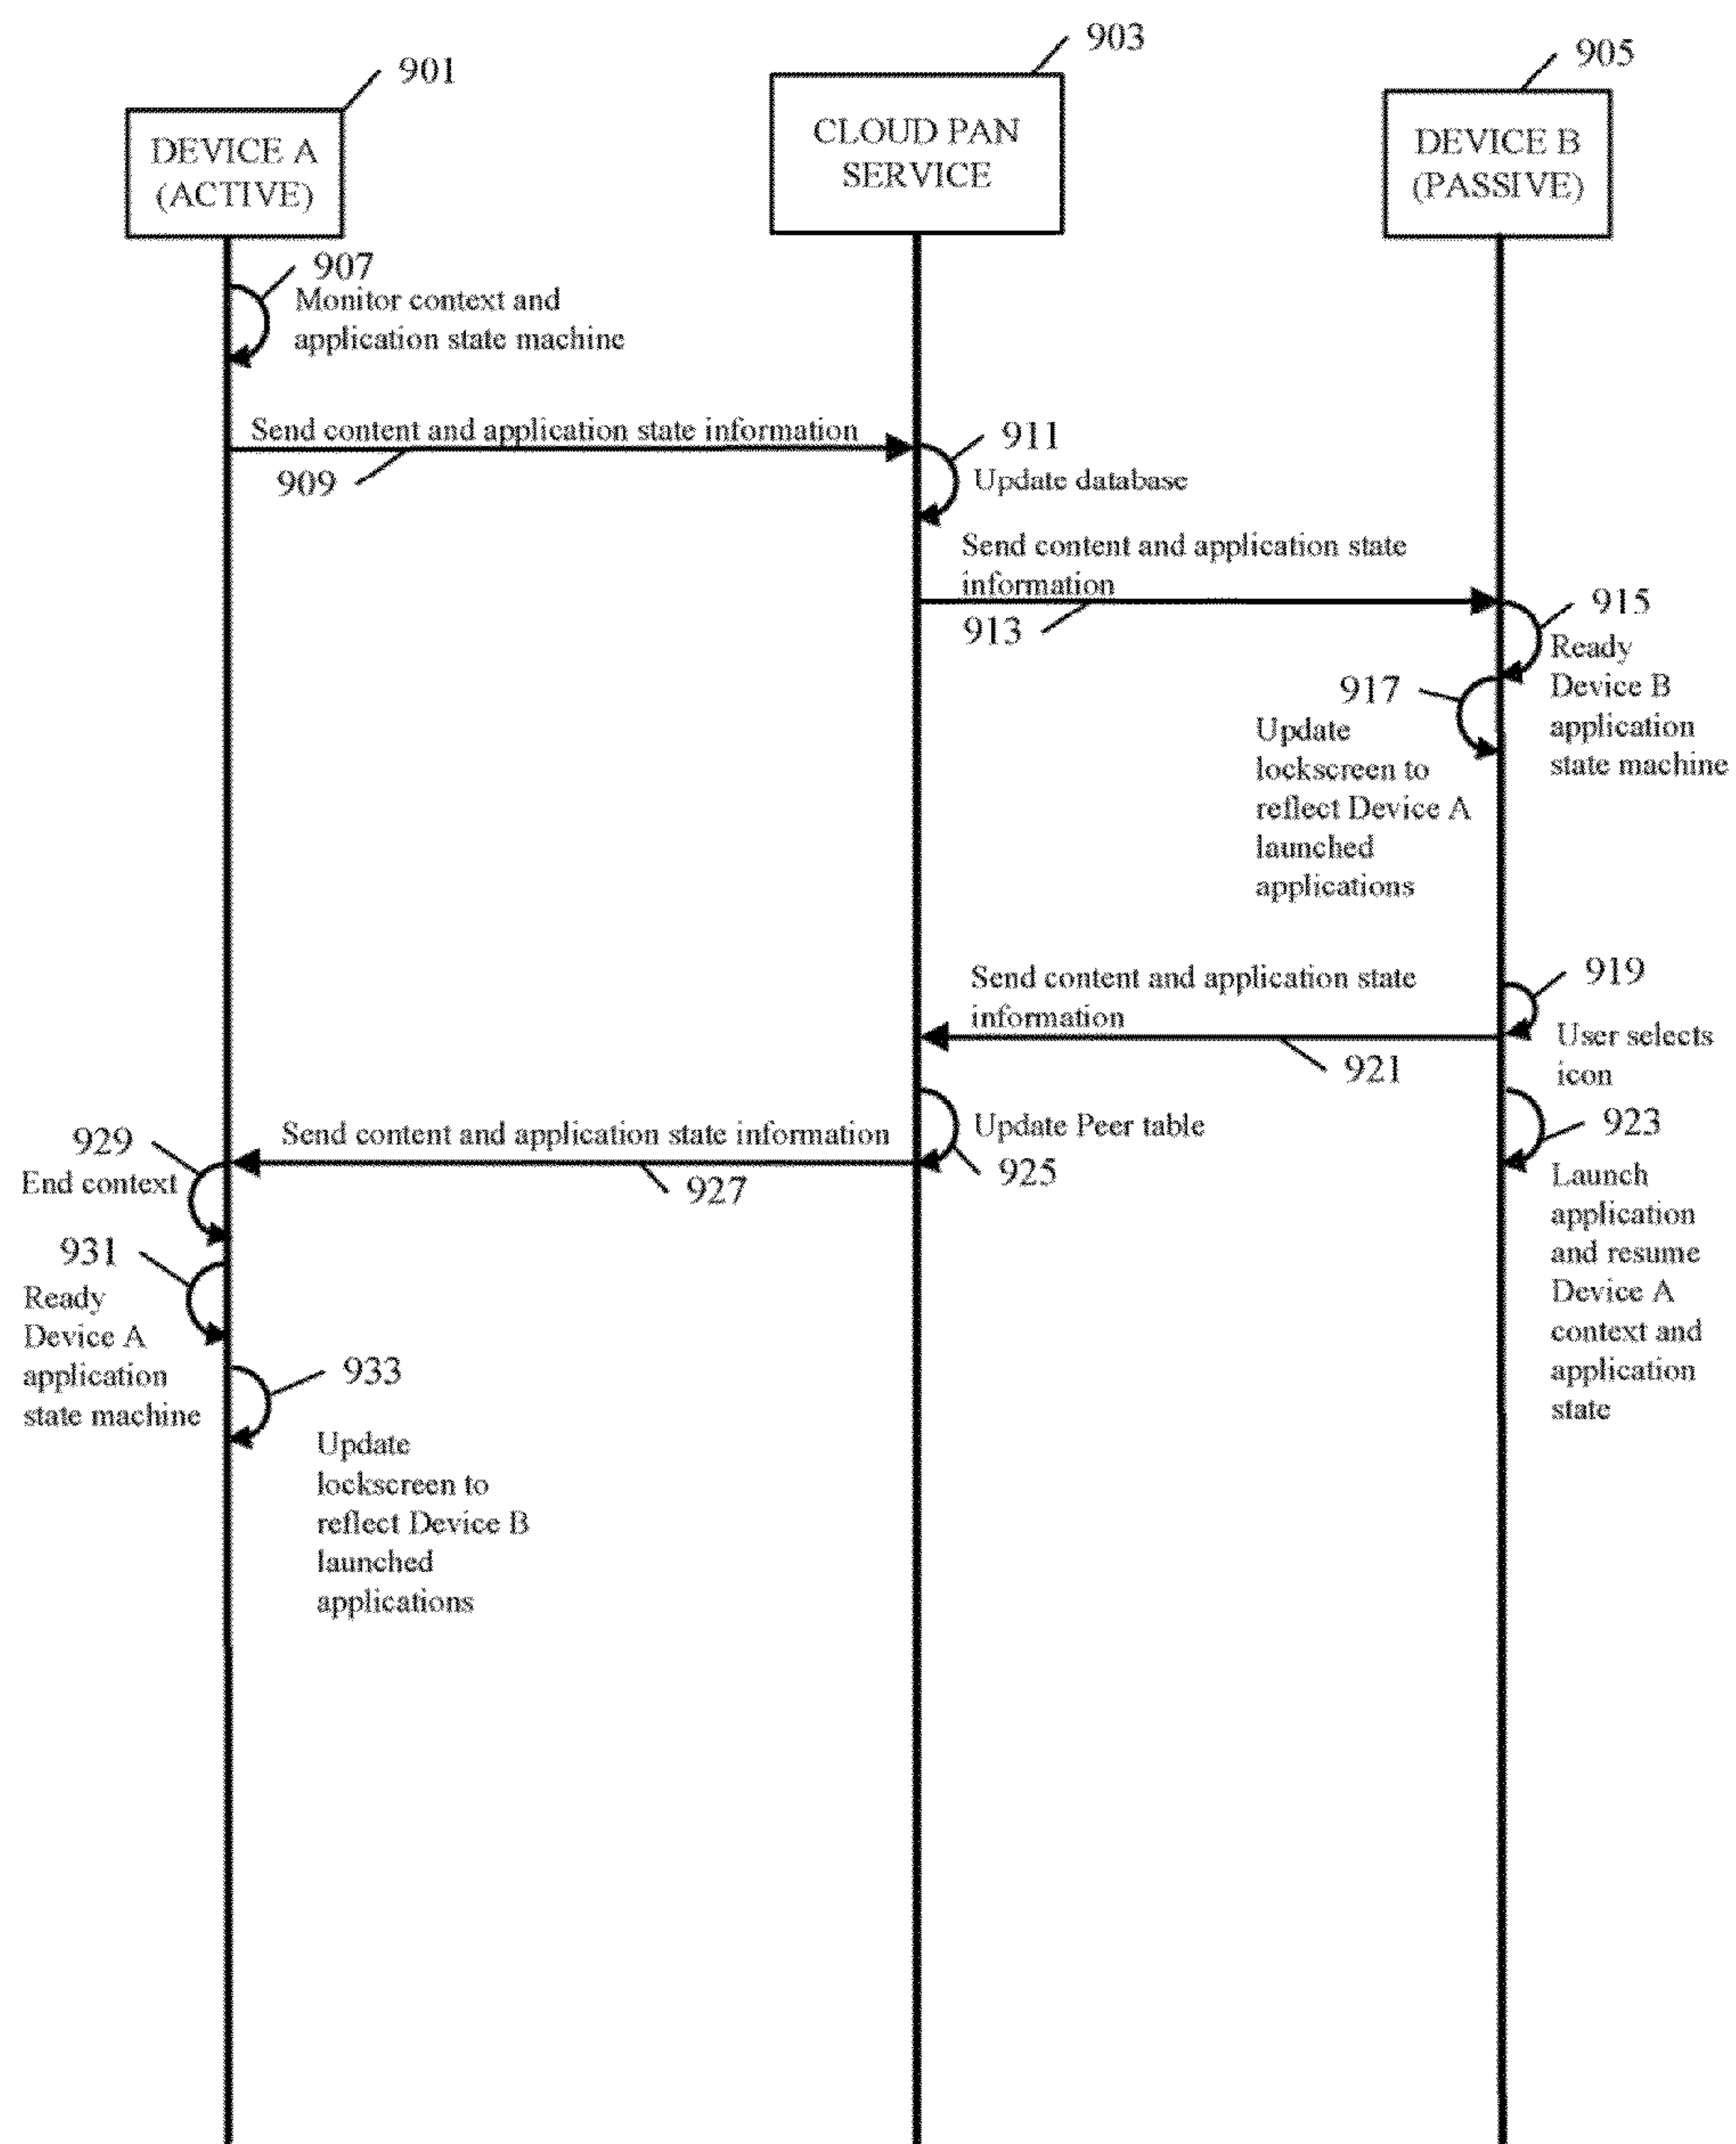 901
903
905
DEVICE A
(ACTIVE)
CLOUD PAN
SERVICE
DEVICE B
(PASSIVE)
907
Monitor context and
application state machine
Send content and application state information
909
911
Update database
Send content and application state
information
913
915
Ready
Device B
application
state machine
917
Update
lockscreen to
reflect Device A
launched
applications
919
User selects
icon
Send content and application state
information
921
923
Launch
application
and resume
Device A
context and
application
state
Update Peer table
925
Send content and application state information
927
929
End context
931
Ready
Device A
application
state machine
933
Update
lockscreen to
reflect Device B
launched
applications